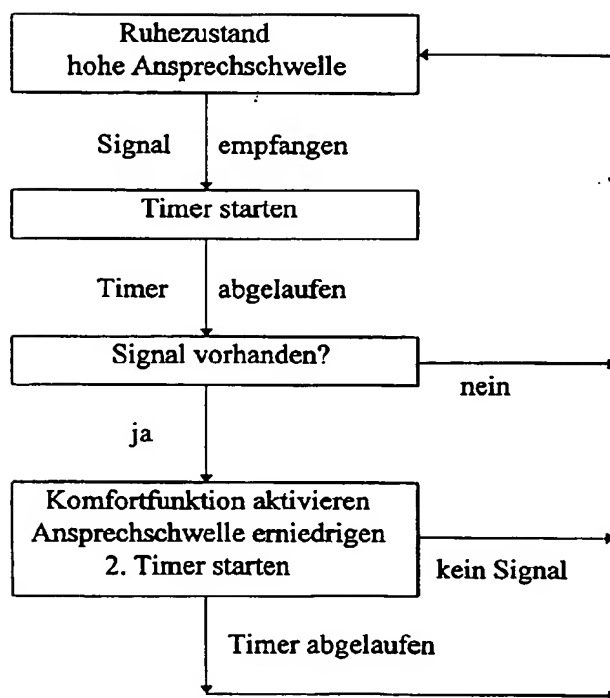 Ruhezustand
hohe Ansprechschwelle
Signal empfangen
Timer starten
Timer abgelaufen
Signal vorhanden?
nein
ja
Komfortfunktion aktivieren
Ansprechschwelle erniedrigen
2. Timer starten
kein Signal
Timer abgelaufen